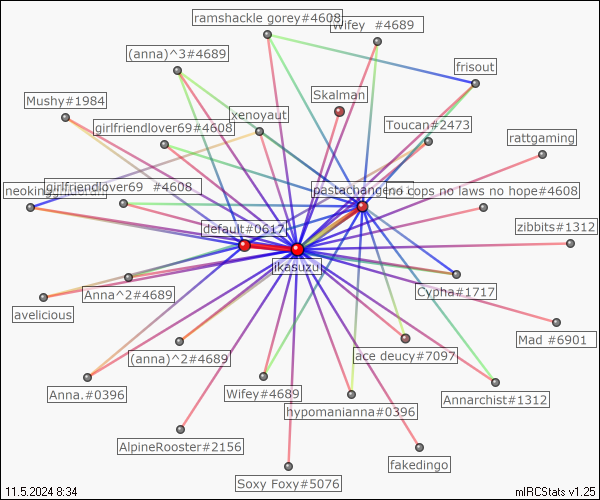 ramshackle gorey#4608
Wifey #4689
(anna)^3#4689
frisout
Skalman
Mushy#1984
xenoyaut
girlfriendlover69#4608
Toucan#2473
rattgaming
girlfriendlover69 #4608
no cops no laws no hope#4608
default#0617
zibbits#1312
jikasuzu
Anna^2#4689
Cypha#1717
avelicious
Mad #6901
(anna)^2#4689
ace deucy#7097
Anna.#0396
Wifey#4689
Annarchist#1312
hypomanianna#0396
AlpineRooster#2156
fakedingo
Soxy Foxy#5076
11.5.2024 8:34
mIRCStats v1.25